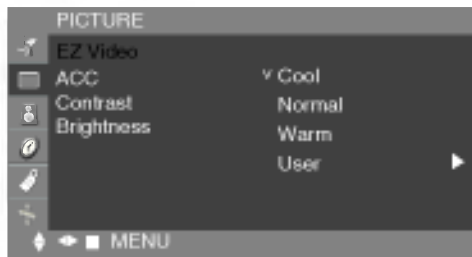 PICTURE
EZ Video
ACC
Contrast
Brightness
v Cool
Normal
Warm
User
MENU